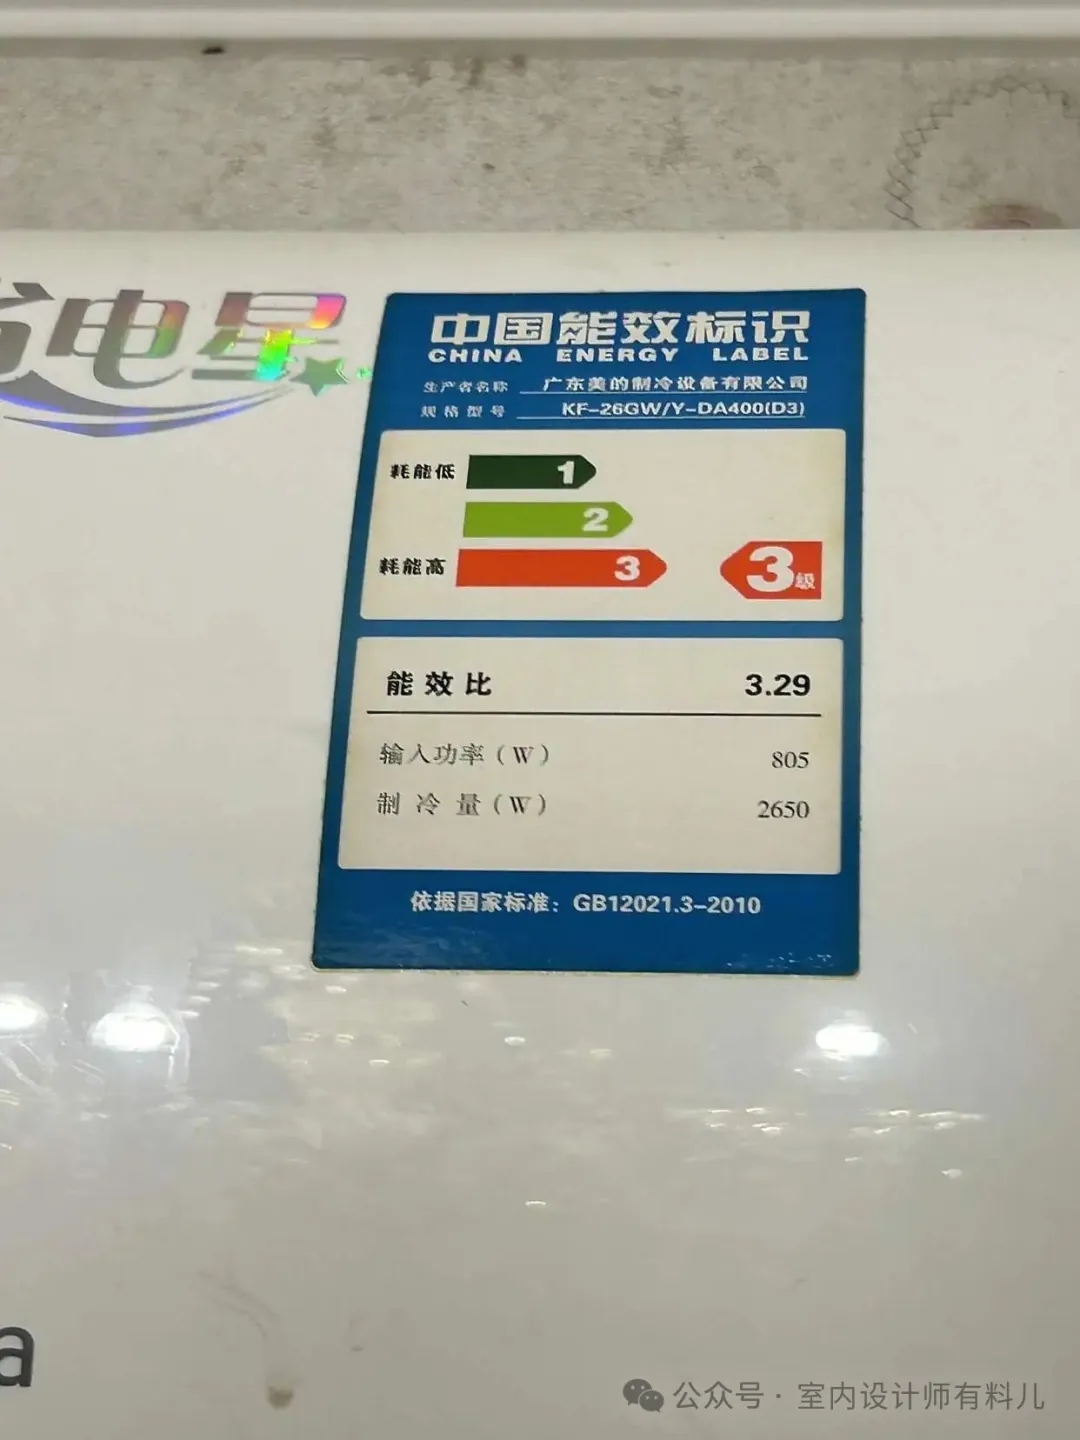 电星
中国能效标识
CHINA ENERGY LABEL
生产者名称 广东美的制冷设备有限公司
规格型号 KF-26GW/Y-DA400(D3)
耗能低 1
2
耗能高 3 3级
能效比 3.29
输入功率(W) 805
制冷量(W) 2650
依据国家标准：GB12021.3-2010
a
公众号·室内设计师有料儿